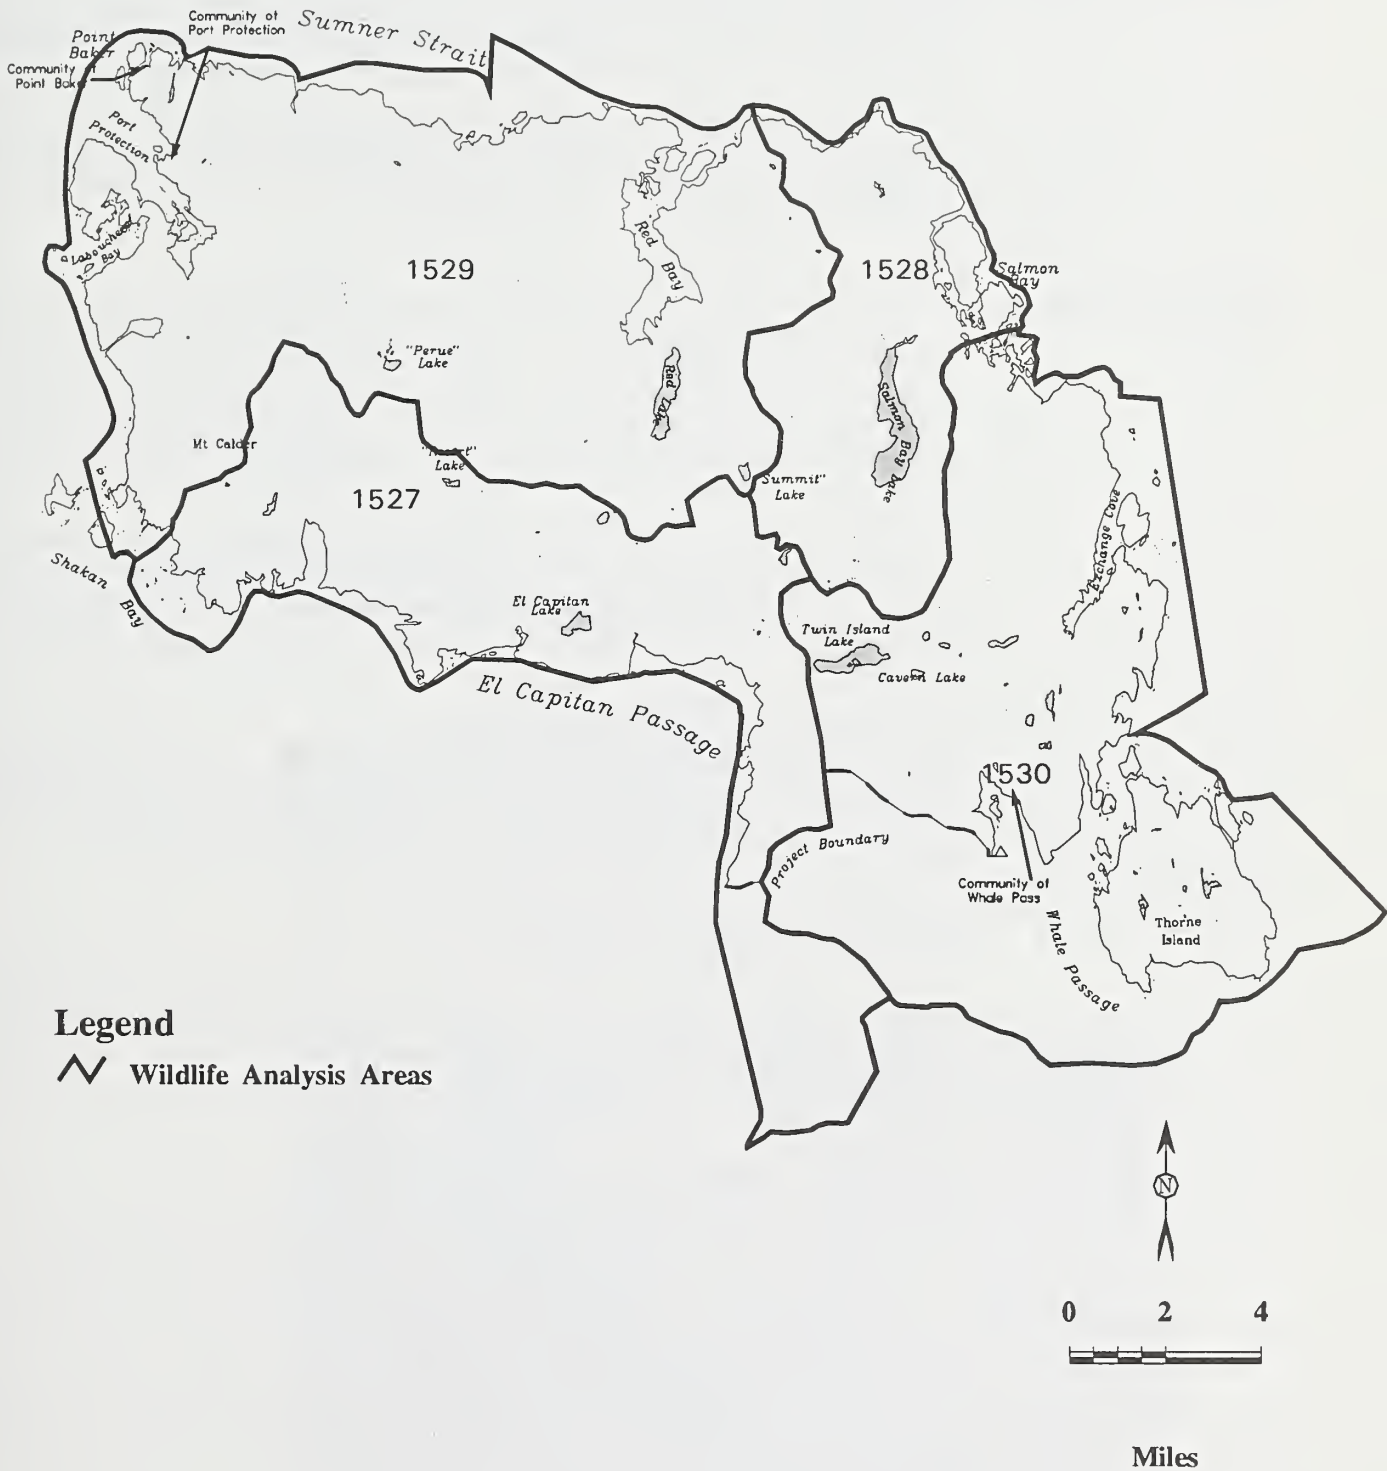 Community of
Port Protection
Sumner Strait
Point
Baker
Community of
Point Baker
Port
Protection
Labouchere
Bay
Red
Bay
1529
1528
Salmon
Bay
"Perue"
Lake
Red Lake
Salmon Bay Lake
Mt Calder
Lake
1527
"Summit"
Lake
Exchange Cove
Shakan
Bay
El Capitan
Lake
Twin Island
Lake
Cavern Lake
El Capitan Passage
1530
Project Boundary
Community of
Whale Pass
Whale Passage
Thorne
Island
Legend
Wildlife Analysis Areas
N
0 2 4
Miles